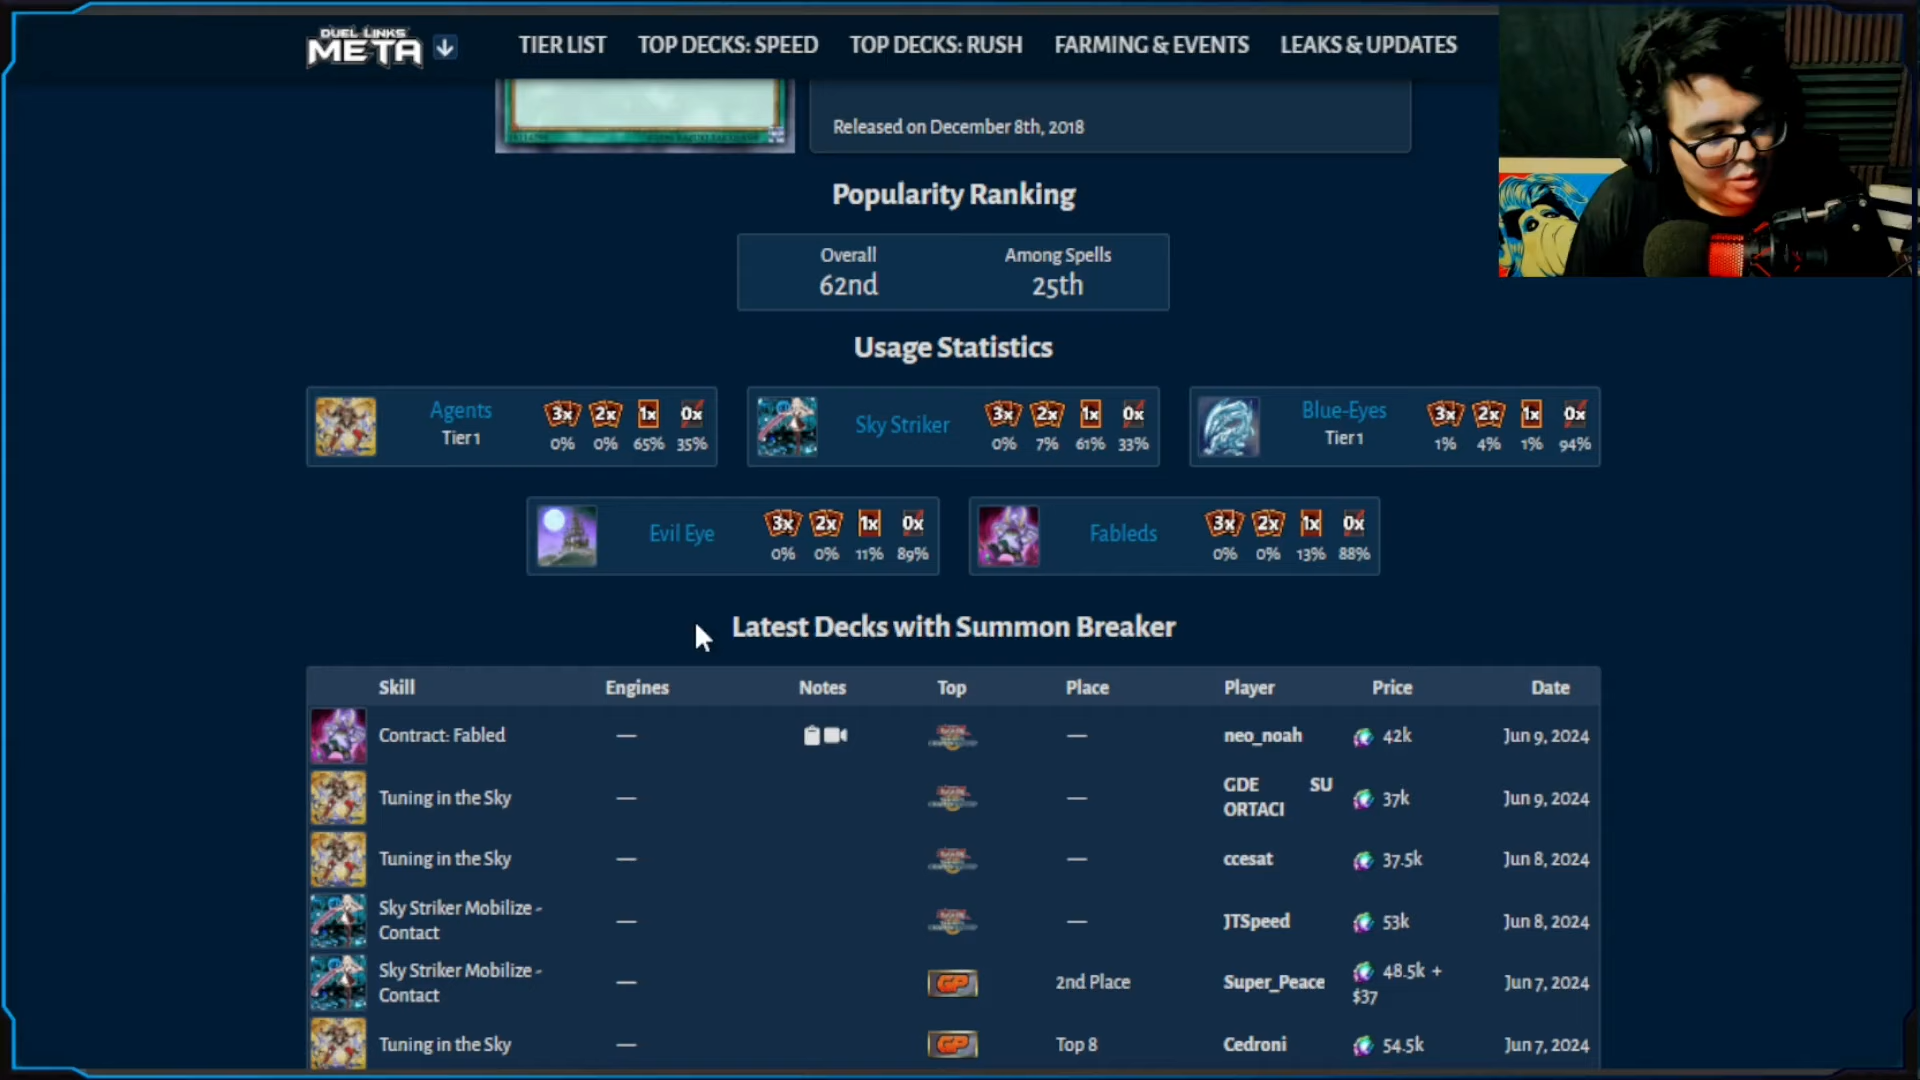 DUEL LINKS
META
TIER LIST TOP DECKS: SPEED TOP DECKS: RUSH FARMING & EVENTS LEAKS & UPDATES
Released on December 8th, 2018
Popularity Ranking
Overall Among Spells
62nd 25th
Usage Statistics
Agents
Tier 1
3x 2x 1x 0x
0% 0% 65% 35%
Sky Striker
3x 2x 1x 0x
0% 7% 61% 33%
Blue-Eyes
Tier 1
3x 2x 1x 0x
1% 4% 1% 94%
Evil Eye
3x 2x 1x 0x
0% 0% 11% 89%
Fableds
3x 2x 1x 0x
0% 0% 13% 88%
Latest Decks with Summon Breaker
Skill Engines Notes Top Place Player Price Date
Contract: Fabled — — neo_noah 42k Jun 9, 2024
Tuning in the Sky — — GDE SU
ORTACI 37k Jun 9, 2024
Tuning in the Sky — — ccesat 37.5k Jun 8, 2024
Sky Striker Mobilize -
Contact — — JTSpeed 53k Jun 8, 2024
Sky Striker Mobilize -
Contact — GP 2nd Place Super_Peace 48.5k +
$37 Jun 7, 2024
Tuning in the Sky — GP Top 8 Cedroni 54.5k Jun 7, 2024